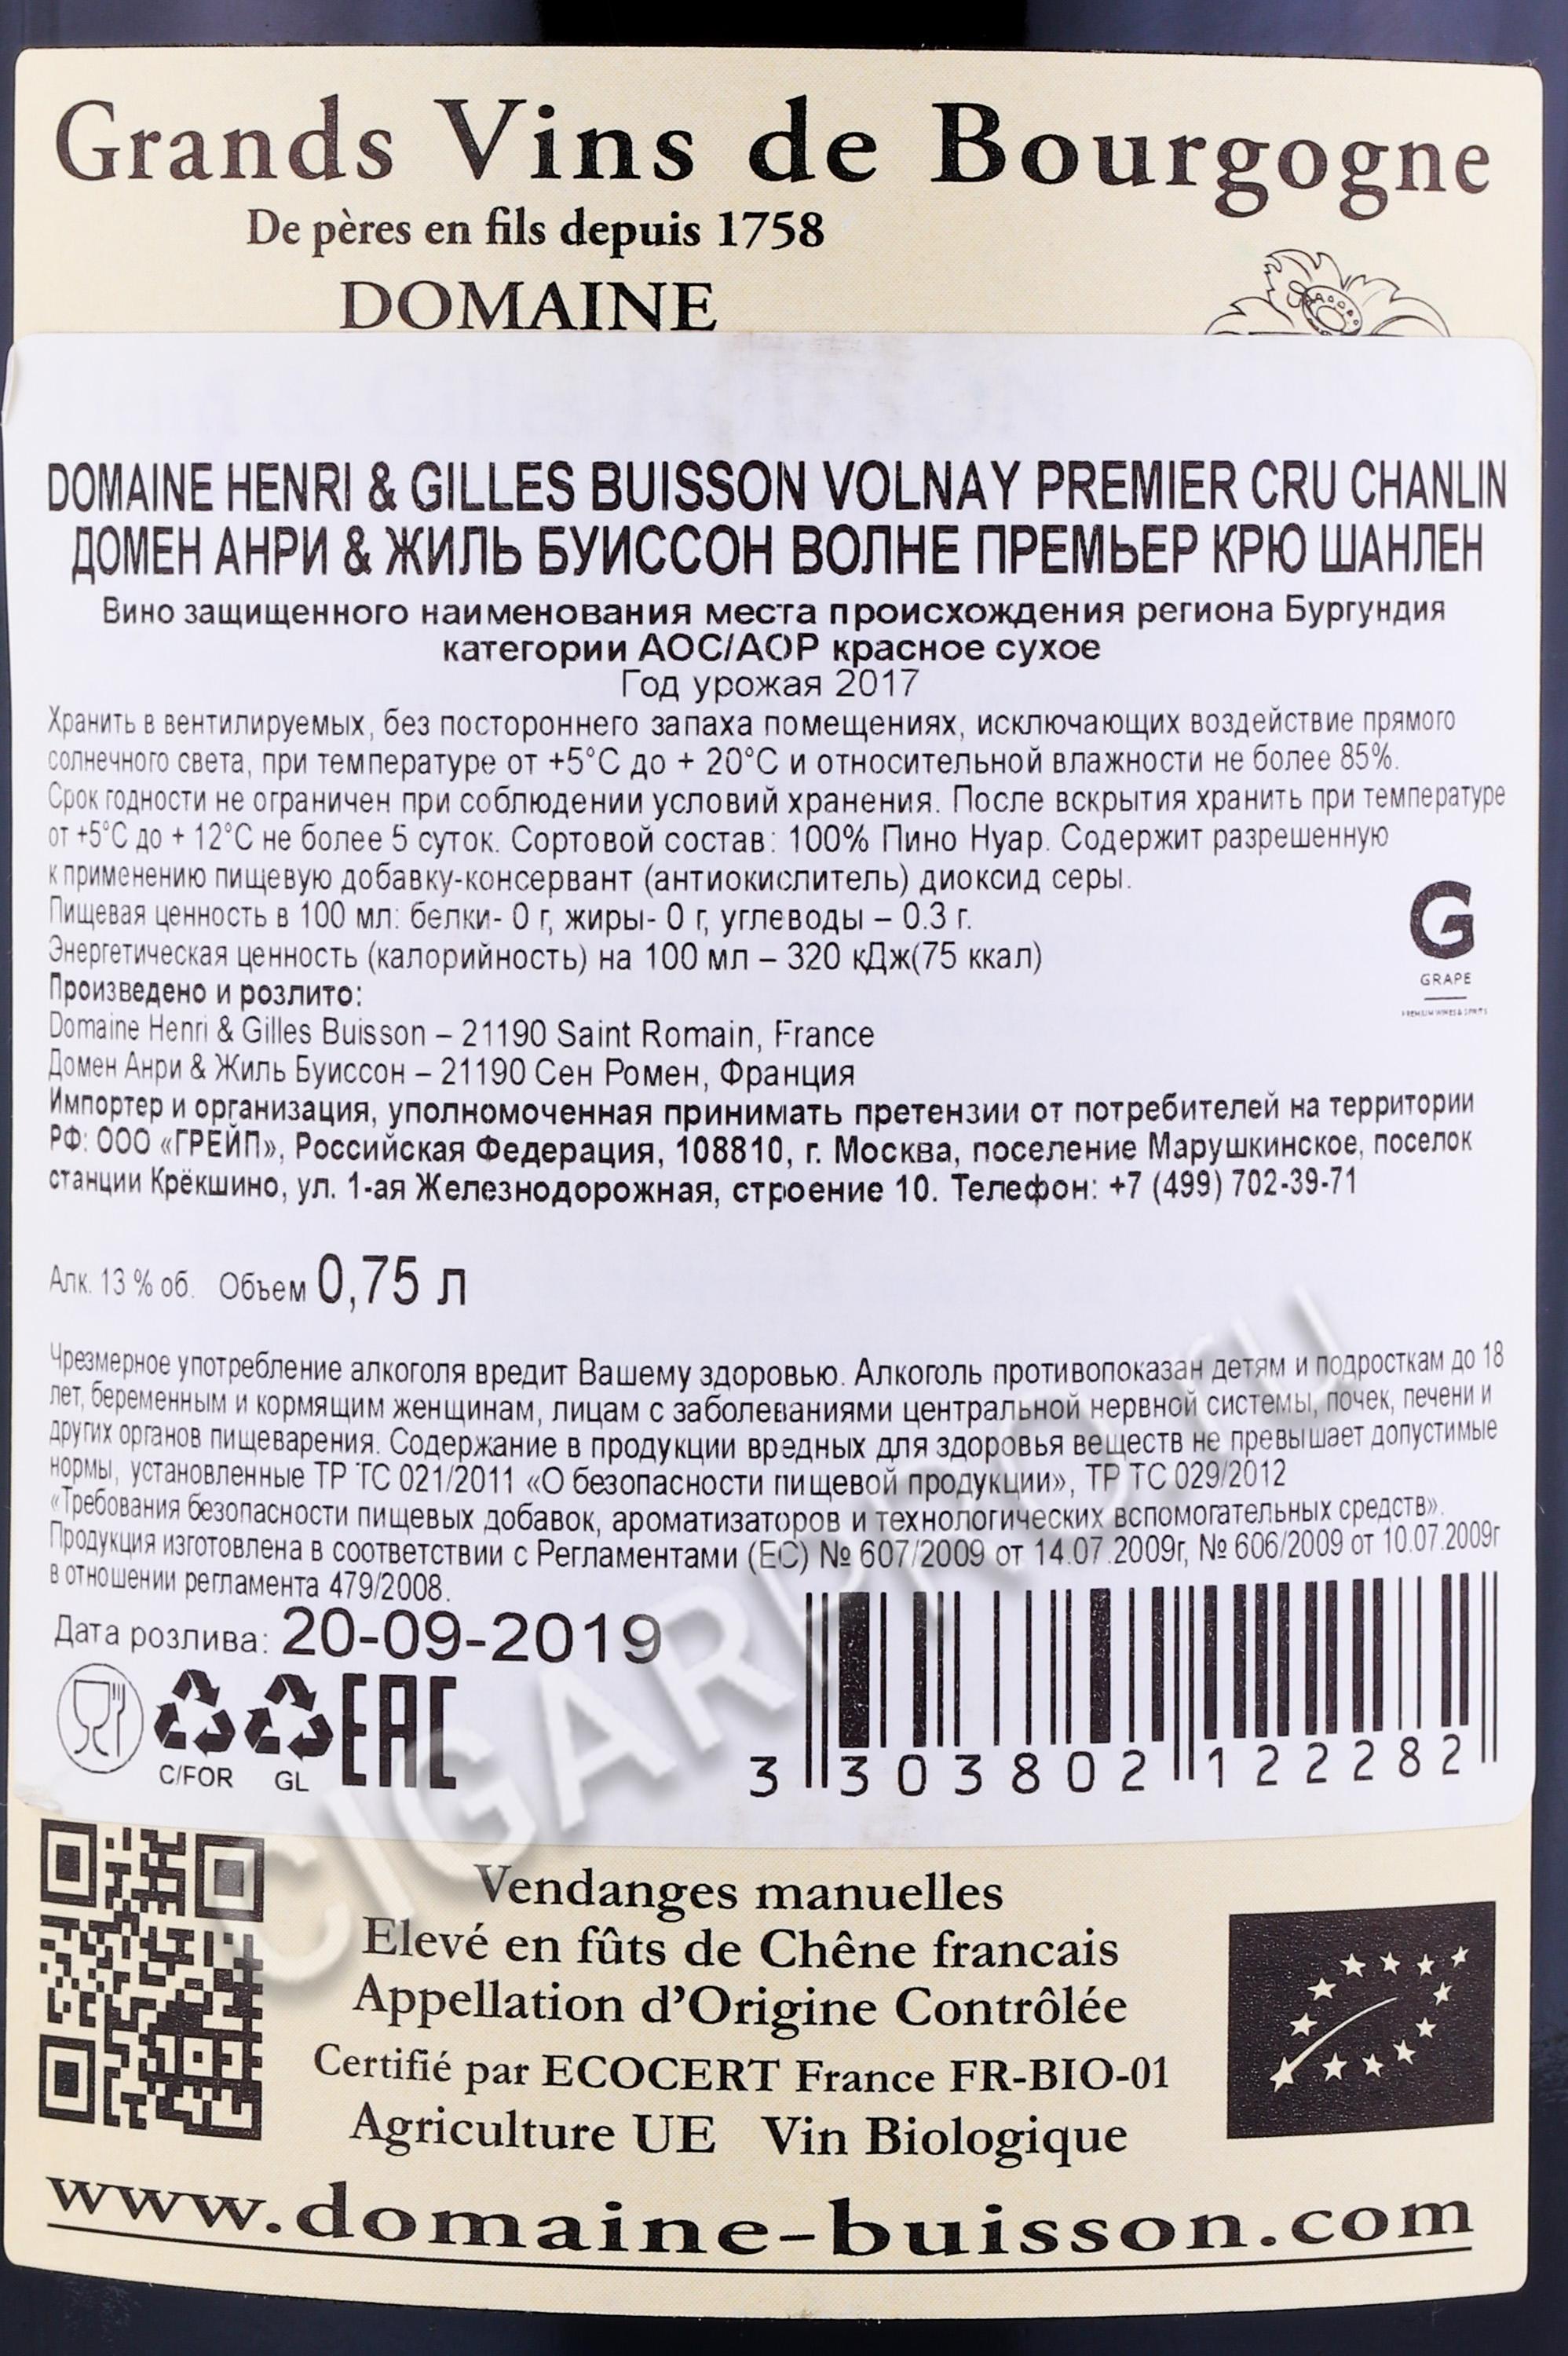 Grands Vins de Bourgogne
De pères en fils depuis 1758
DOMAINE
DOMAINE HENRI & GILLES BUISSON VOLNAY PREMIER CRU CHANLIN
ДОМЕН АНРИ & ЖИЛЬ БУИССОН ВОЛНЕ ПРЕМЬЕР КРЮ ШАНЛЕН
Вино защищенного наименования места происхождения региона Бургундия
категории АОС/АОР красное сухое
Год урожая 2017
Хранить в вентилируемых, без постороннего запаха помещениях, исключающих воздействие прямого
солнечного света, при температуре от +5°С до + 20°С и относительной влажности не более 85%.
Срок годности не ограничен при соблюдении условий хранения. После вскрытия хранить при температуре
от +5°С до + 12°С не более 5 суток. Сортовой состав: 100% Пино Нуар. Содержит разрешенную
к применению пищевую добавку-консервант (антиокислитель) диоксид серы.
Пищевая ценность в 100 мл: белки- 0 г, жиры- 0 г, углеводы – 0.3 г.
Энергетическая ценность (калорийность) на 100 мл – 320 кДж(75 ккал)
G
GRAPE
PREMIUM WINES & SPIRITS
Произведено и розлито:
Domaine Henri & Gilles Buisson – 21190 Saint Romain, France
Домен Анри & Жиль Буиссон – 21190 Сен Ромен, Франция
Импортер и организация, уполномоченная принимать претензии от потребителей на территории
РФ: ООО «ГРЕЙП», Российская Федерация, 108810, г. Москва, поселение Марушкинское, поселок
станции Крёкшино, ул. 1-ая Железнодорожная, строение 10. Телефон: +7 (499) 702-39-71
Алк. 13 % об. Объем 0,75 л
Чрезмерное употребление алкоголя вредит Вашему здоровью. Алкоголь противопоказан детям и подросткам до 18
лет, беременным и кормящим женщинам, лицам с заболеваниями центральной нервной системы, почек, печени и
других органов пищеварения. Содержание в продукции вредных для здоровья веществ не превышает допустимые
нормы, установленные ТР ТС 021/2011 «О безопасности пищевой продукции», ТР ТС 029/2012
«Требования безопасности пищевых добавок, ароматизаторов и технологических вспомогательных средств».
Продукция изготовлена в соответствии с Регламентами (ЕС) № 607/2009 от 14.07.2009г, № 606/2009 от 10.07.2009г
в отношении регламента 479/2008.
Дата розлива: 20-09-2019
C/FOR GL EAC
3 303802 122282
CIGARPRO.ru
Vendanges manuelles
Elevé en fûts de Chêne francais
Appellation d'Origine Contrôlée
Certifié par ECOCERT France FR-BIO-01
Agriculture UE Vin Biologique
www.domaine-buisson.com